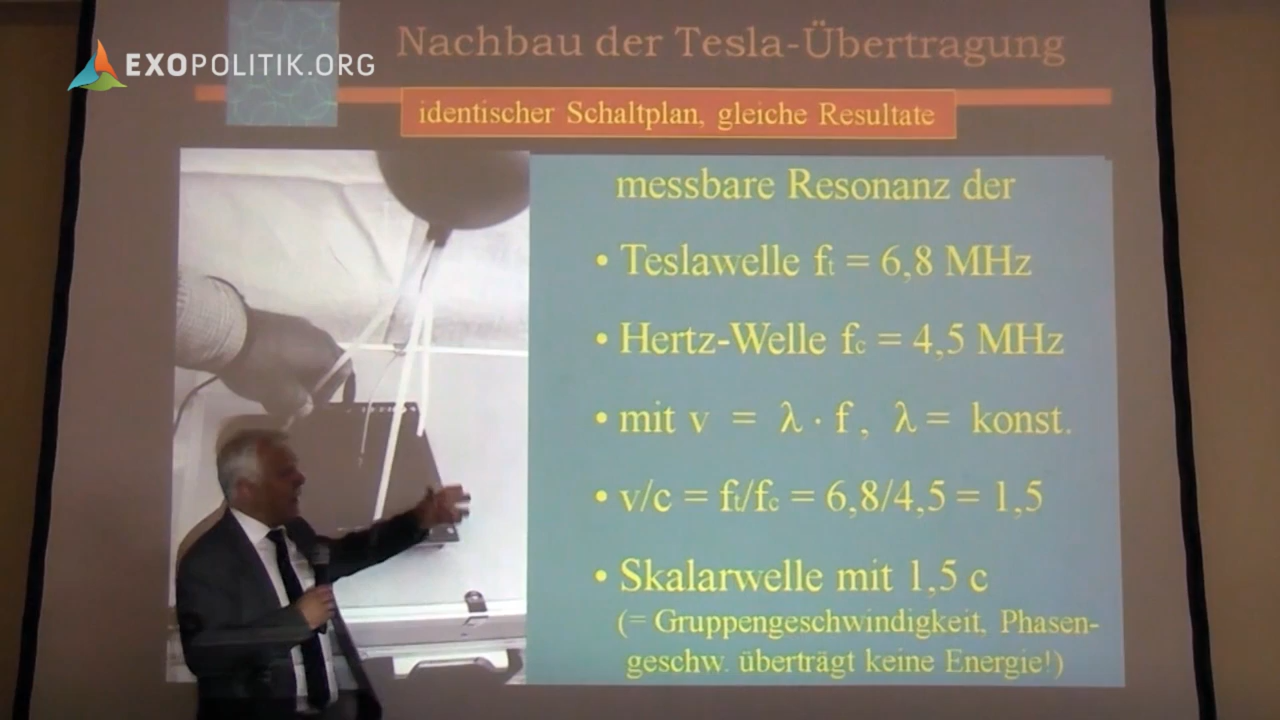 EXOPOLITIK.ORG
Nachbau der Tesla-Übertragung
identischer Schaltplan, gleiche Resultate
messbare Resonanz der
• Teslawelle ft = 6,8 MHz
• Hertz-Welle fc = 4,5 MHz
• mit v = λ · f , λ = konst.
• v/c = ft/fc = 6,8/4,5 = 1,5
• Skalarwelle mit 1,5 c
(= Gruppengeschwindigkeit, Phasen-
geschw. überträgt keine Energie!)